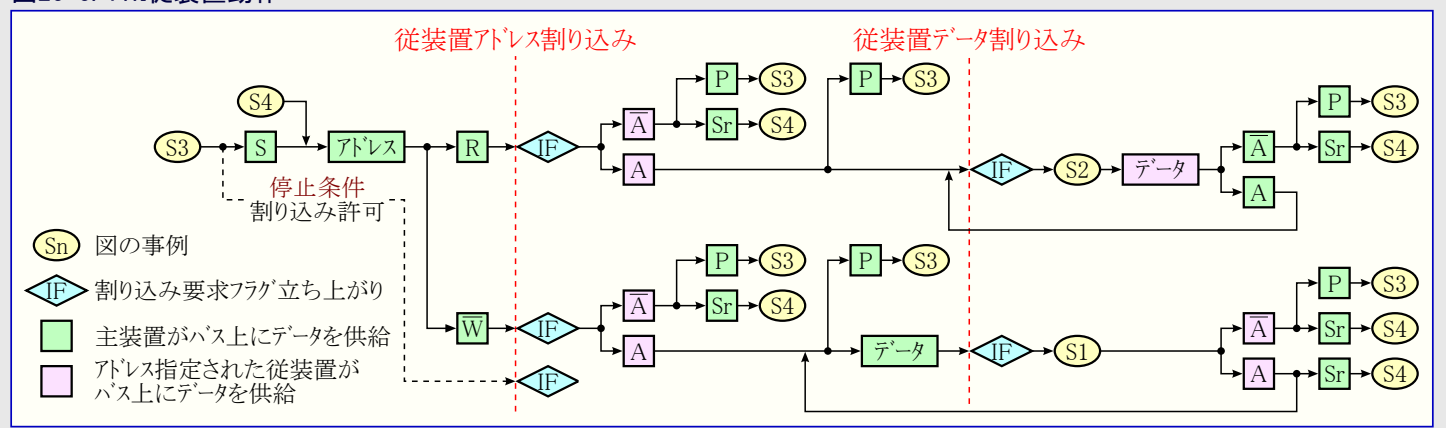 従装置アドレス割り込み
従装置データ割り込み
P
S3
P
S3
P
S3
S4
A
Sr
S4
A
Sr
S4
S3
S
アドレス
R
IF
A
IF
S2
データ
A
停止条件
割り込み許可
Sn 図の事例
P
S3
P
S3
IF 割り込み要求フラグ立ち上がり
A
Sr
S4
P
S3
主装置がバス上にデータを供給
W
IF
A
Sr
S4
A
データ
IF
S1
アドレス指定された従装置が
バス上にデータを供給
IF
A
Sr
S4